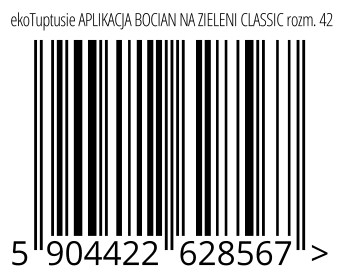 ekoTuptusie APLIKACJA BOCIAN NA ZIELENI CLASSIC rozm. 42
5 904422 628567 >